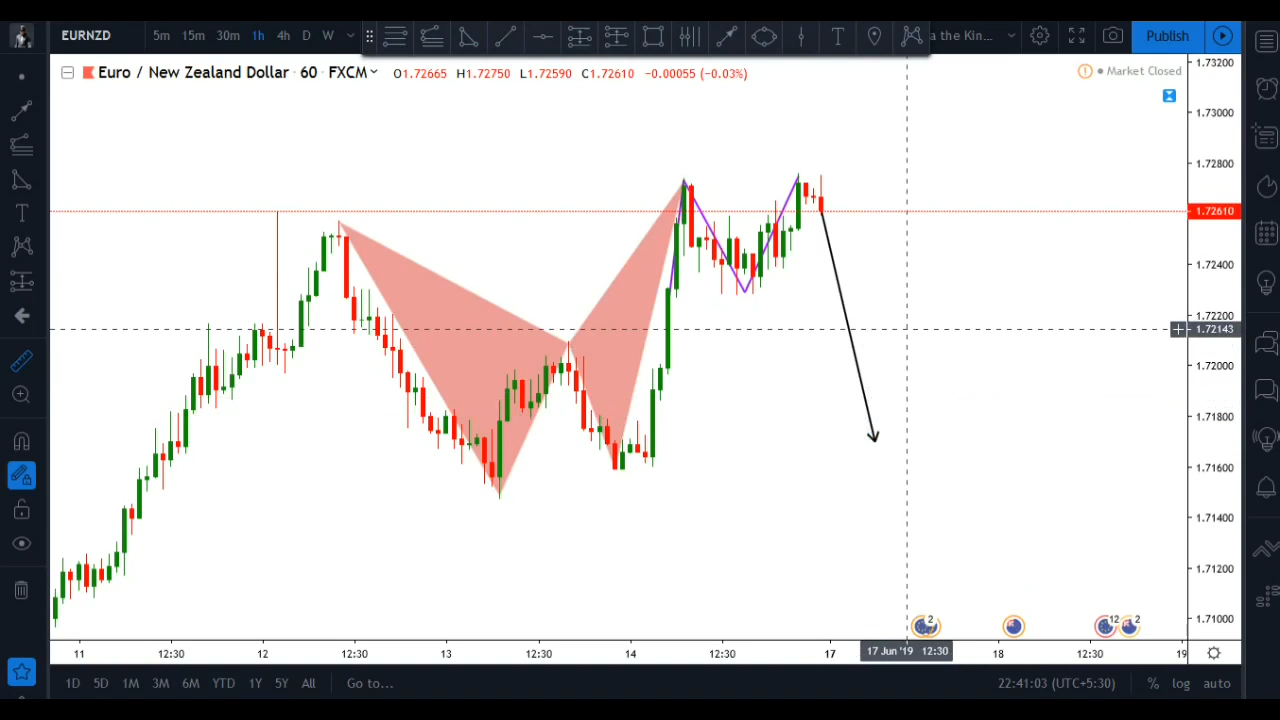 EURNZD 5m 15m 30m 1h 4h D W T a the Kin... Publish
Euro / New Zealand Dollar · 60 · FXCM O1.72665 H1.72750 L1.72590 C1.72610 -0.00055 (-0.03%)
Market Closed
1.73200
1.73000
1.72800
1.72610
1.72400
1.72200
1.72143
1.72000
1.71800
1.71600
1.71400
1.71200
1.71000
2 12 2
11 12:30 12 12:30 13 12:30 14 12:30 17 17 Jun '19 12:30 18 12:30 19
1D 5D 1M 3M 6M YTD 1Y 5Y All Go to... 22:41:03 (UTC+5:30) % log auto